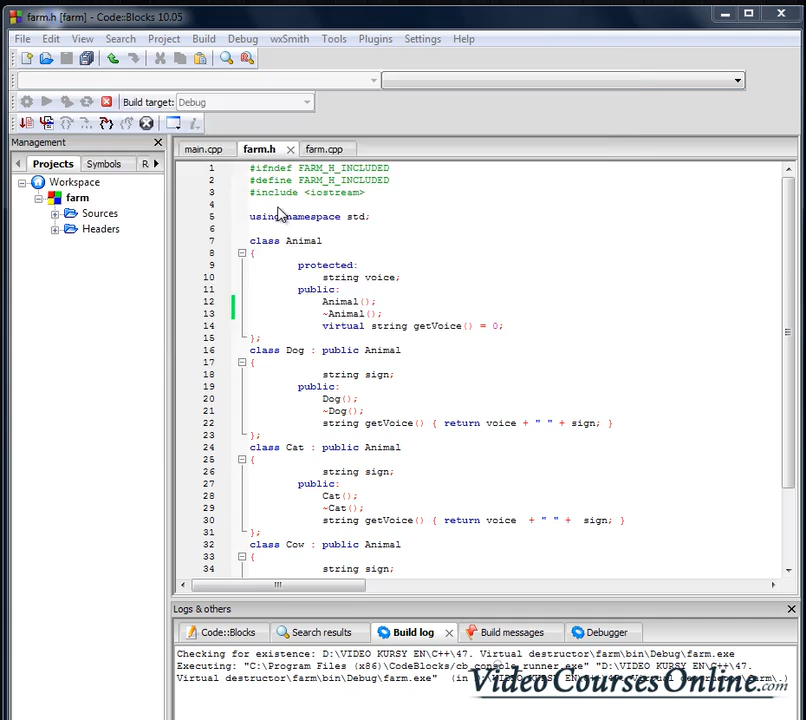 farm.h [farm] - Code::Blocks 10.05
File Edit View Search Project Build Debug wxSmith Tools Plugins Settings Help
Build target: Debug
Management
Projects Symbols R
Workspace
farm
Sources
Headers
main.cpp farm.h farm.cpp
1 #ifndef FARM_H_INCLUDED
2 #define FARM_H_INCLUDED
3 #include <iostream>
4
5 using namespace std;
6
7 class Animal
8 {
9 protected:
10 string voice;
11 public:
12 Animal();
13 ~Animal();
14 virtual string getVoice() = 0;
15 };
16 class Dog : public Animal
17 {
18 string sign;
19 public:
20 Dog();
21 ~Dog();
22 string getVoice() { return voice + " " + sign; }
23 };
24 class Cat : public Animal
25 {
26 string sign;
27 public:
28 Cat();
29 ~Cat();
30 string getVoice() { return voice + " " + sign; }
31 };
32 class Cow : public Animal
33 {
34 string sign;
Logs & others
Code::Blocks Search results Build log Build messages Debugger
Checking for existence: D:\VIDEO KURSY EN\C++\47. Virtual destructor\farm\bin\Debug\farm.exe
Executing: "C:\Program Files (x86)\CodeBlocks/cb_console_runner.exe" "D:\VIDEO KURSY EN\C++\47.
Virtual destructor\farm\bin\Debug\farm.exe" (in D:\VIDEO KURSY EN\C++\47. Virtual destructor\farm\.)
VideoCoursesOnline.com